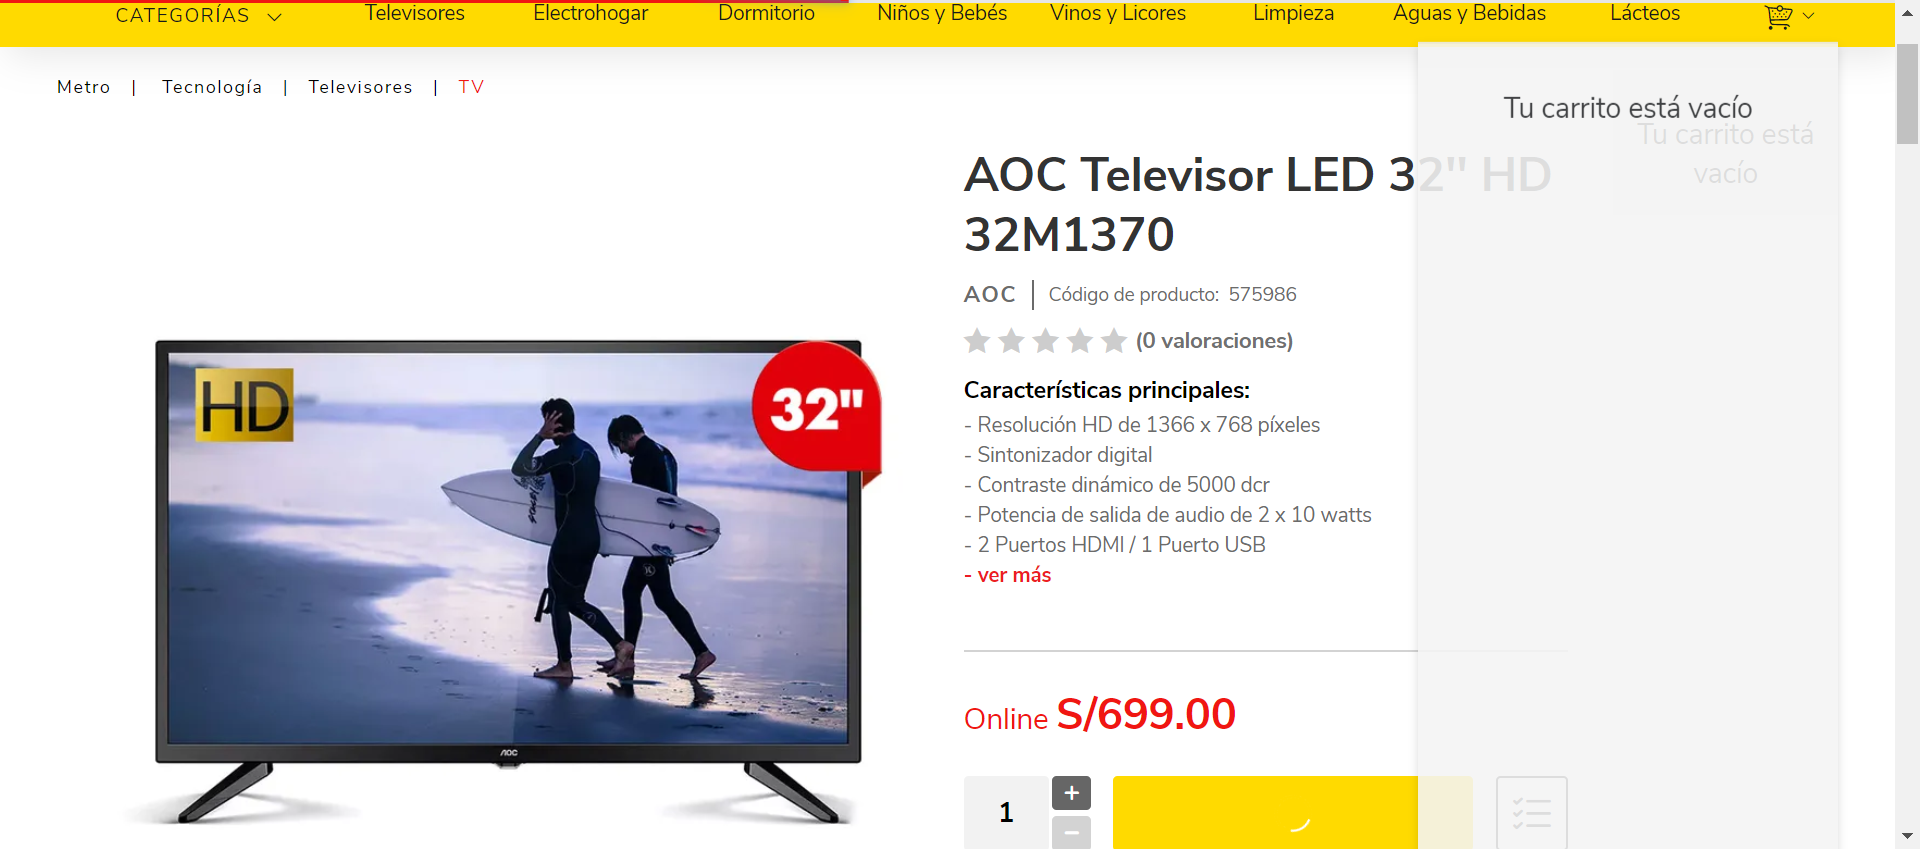 CATEGORÍAS
Televisores
Electrohogar
Dormitorio
Niños y Bebés
Vinos y Licores
Limpieza
Aguas y Bebidas
Lácteos
Metro | Tecnología | Televisores | TV
Tu carrito está vacío
Tu carrito está
vacío
AOC Televisor LED 32" HD
32M1370
AOC | Código de producto: 575986
(0 valoraciones)
Características principales:
- Resolución HD de 1366 x 768 píxeles
- Sintonizador digital
- Contraste dinámico de 5000 dcr
- Potencia de salida de audio de 2 x 10 watts
- 2 Puertos HDMI / 1 Puerto USB
- ver más
Online S/699.00
1
+
−
HD
32"
AOC